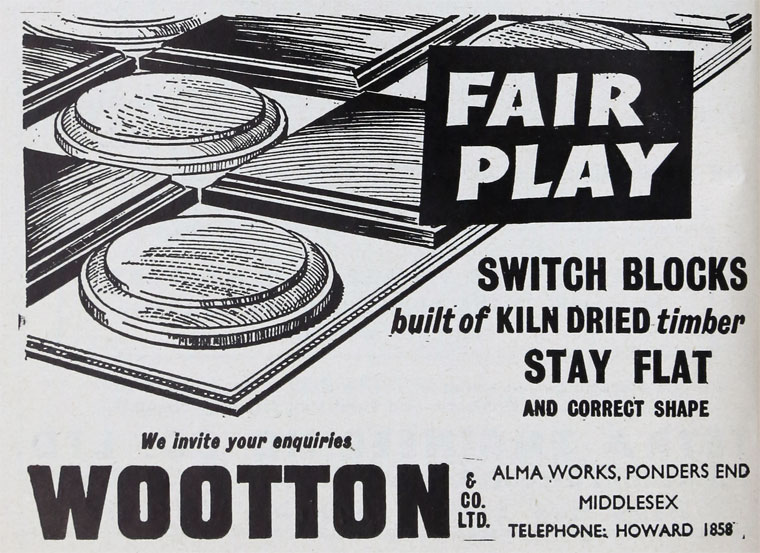 FAIR
PLAY
SWITCH BLOCKS
built of KILN DRIED timber
STAY FLAT
AND CORRECT SHAPE
We invite your enquiries
WOOTTON
& CO. LTD.
ALMA WORKS, PONDERS END
MIDDLESEX
TELEPHONE: HOWARD 1858